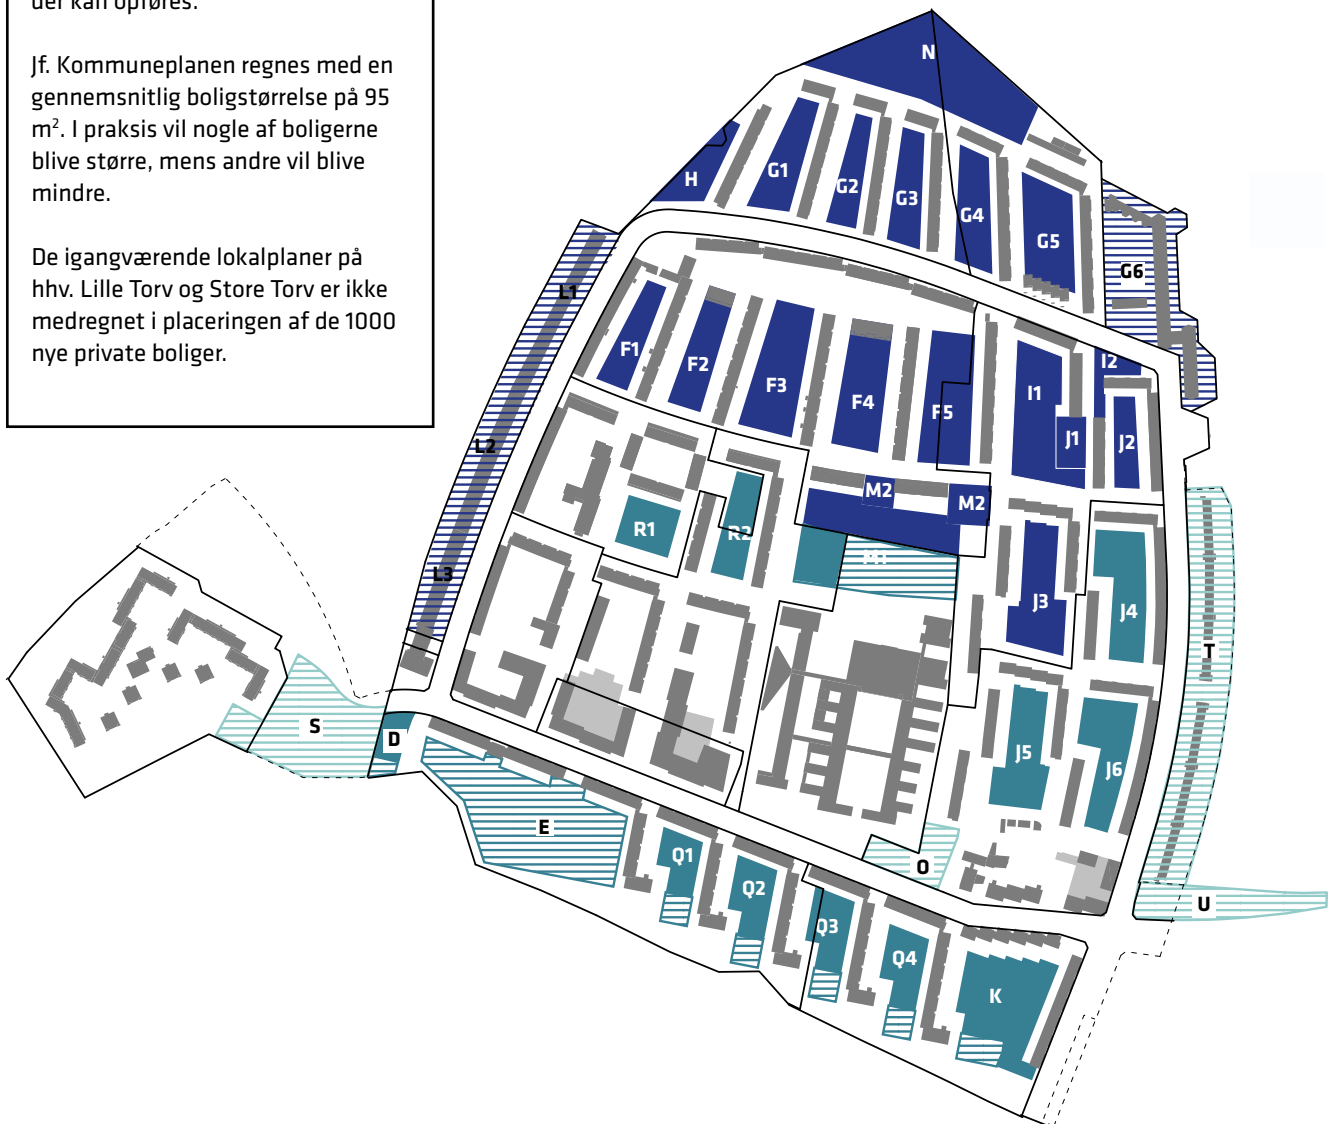 der kan opføres.
Jf. Kommuneplanen regnes med en
gennemsnitlig boligstørrelse på 95
m². I praksis vil nogle af boligerne
blive større, mens andre vil blive
mindre.
De igangværende lokalplaner på
hhv. Lille Torv og Store Torv er ikke
medregnet i placeringen af de 1000
nye private boliger.
N
H
G1
G2
G3
G4
G5
G6
L1
F1
F2
F3
F4
F5
I1
I2
J1
J2
L2
M2
M2
R1
R2
M1
L3
J3
J4
T
S
D
J5
J6
E
Q1
Q2
O
Q3
Q4
K
U